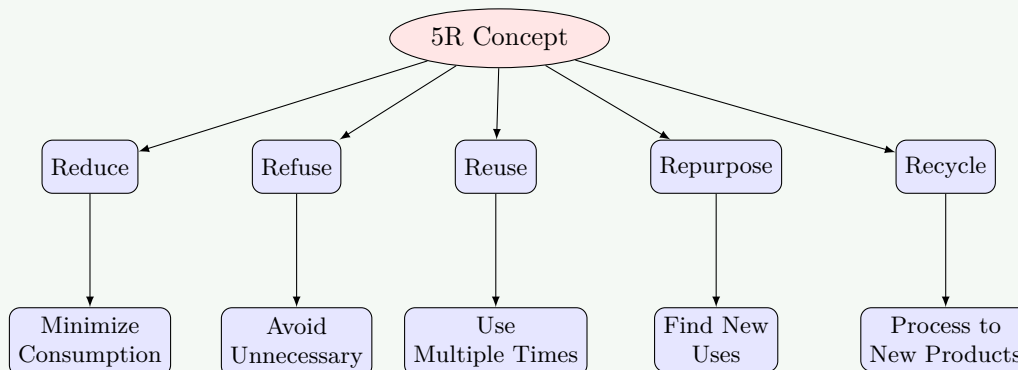 5R Concept
Reduce
Refuse
Reuse
Repurpose
Recycle
Minimize
Consumption
Avoid
Unnecessary
Use
Multiple Times
Find New
Uses
Process to
New Products